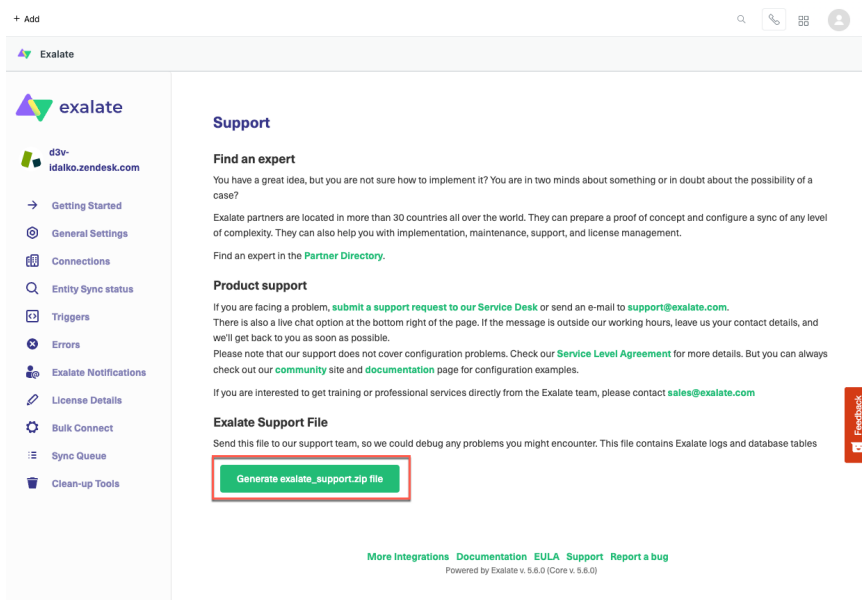 + Add
Exalate
exalate
d3v-
idalko.zendesk.com
Getting Started
General Settings
Connections
Entity Sync status
Triggers
Errors
Exalate Notifications
License Details
Bulk Connect
Sync Queue
Clean-up Tools
Support
Find an expert
You have a great idea, but you are not sure how to implement it? You are in two minds about something or in doubt about the possibility of a
case?
Exalate partners are located in more than 30 countries all over the world. They can prepare a proof of concept and configure a sync of any level
of complexity. They can also help you with implementation, maintenance, support, and license management.
Find an expert in the Partner Directory.
Product support
If you are facing a problem, submit a support request to our Service Desk or send an e-mail to support@exalate.com.
There is also a live chat option at the bottom right of the page. If the message is outside our working hours, leave us your contact details, and
we'll get back to you as soon as possible.
Please note that our support does not cover configuration problems. Check our Service Level Agreement for more details. But you can always
check out our community site and documentation page for configuration examples.
If you are interested to get training or professional services directly from the Exalate team, please contact sales@exalate.com
Exalate Support File
Send this file to our support team, so we could debug any problems you might encounter. This file contains Exalate logs and database tables
Generate exalate_support.zip file
Feedback
More Integrations Documentation EULA Support Report a bug
Powered by Exalate v. 5.6.0 (Core v. 5.6.0)